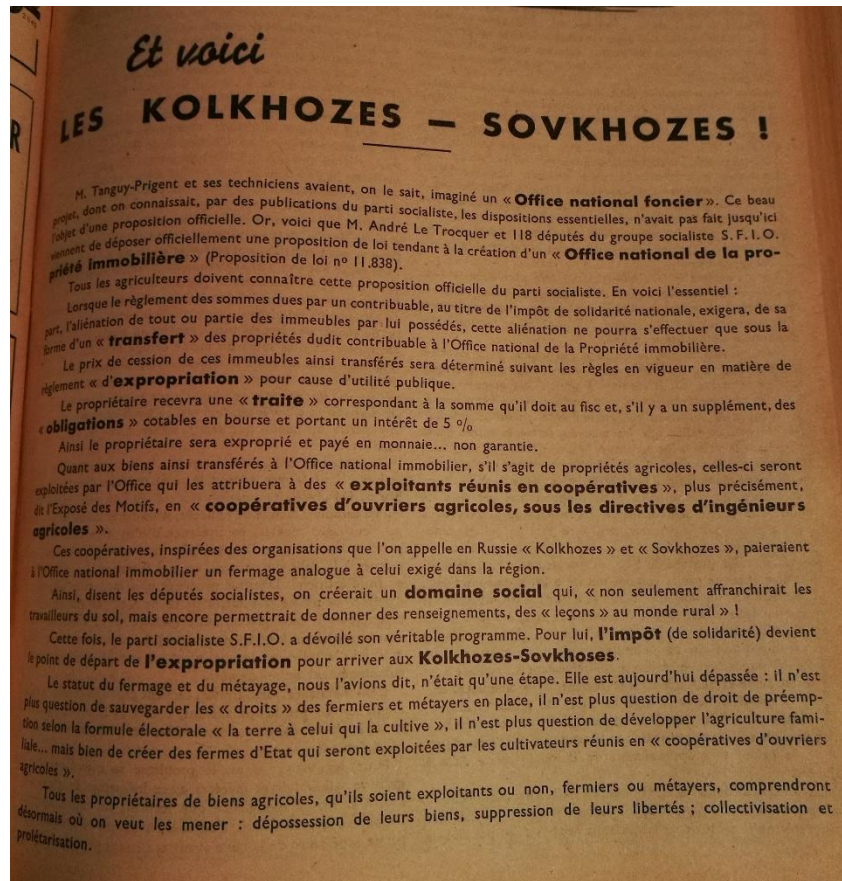 Et voici
LES KOLKHOZES — SOVKHOZES !
M. Tanguy-Prigent et ses techniciens avaient, on le sait, imaginé un « Office national foncier ». Ce beau
projet, dont on connaissait, par des publications du parti socialiste, les dispositions essentielles, n'avait pas fait jusqu'ici
l'objet d'une proposition officielle. Or, voici que M. André Le Trocquer et 118 députés du groupe socialiste S.F.I.O.
viennent de déposer officiellement une proposition de loi tendant à la création d'un « Office national de la pro-
priété immobilière » (Proposition de loi nº 11.838).
Tous les agriculteurs doivent connaître cette proposition officielle du parti socialiste. En voici l'essentiel :
Lorsque le règlement des sommes dues par un contribuable, au titre de l'impôt de solidarité nationale, exigera, de sa
part, l'aliénation de tout ou partie des immeubles par lui possédés, cette aliénation ne pourra s'effectuer que sous la
forme d'un « transfert » des propriétés dudit contribuable à l'Office national de la Propriété immobilière.
Le prix de cession de ces immeubles ainsi transférés sera déterminé suivant les règles en vigueur en matière de
règlement « d'expropriation » pour cause d'utilité publique.
Le propriétaire recevra une « traite » correspondant à la somme qu'il doit au fisc et, s'il y a un supplément, des
« obligations » cotables en bourse et portant un intérêt de 5 %
Ainsi le propriétaire sera exproprié et payé en monnaie... non garantie.
Quant aux biens ainsi transférés à l'Office national immobilier, s'il s'agit de propriétés agricoles, celles-ci seront
exploitées par l'Office qui les attribuera à des « exploitants réunis en coopératives », plus précisément,
dit l'Exposé des Motifs, en « coopératives d'ouvriers agricoles, sous les directives d'ingénieurs
agricoles ».
Ces coopératives, inspirées des organisations que l'on appelle en Russie « Kolkhozes » et « Sovkhozes », paieraient
à l'Office national immobilier un fermage analogue à celui exigé dans la région.
Ainsi, disent les députés socialistes, on créerait un domaine social qui, « non seulement affranchirait les
travailleurs du sol, mais encore permettrait de donner des renseignements, des « leçons » au monde rural » !
Cette fois, le parti socialiste S.F.I.O. a dévoilé son véritable programme. Pour lui, l'impôt (de solidarité) devient
le point de départ de l'expropriation pour arriver aux Kolkhozes-Sovkhoses.
Le statut du fermage et du métayage, nous l'avions dit, n'était qu'une étape. Elle est aujourd'hui dépassée : il n'est
plus question de sauvegarder les « droits » des fermiers et métayers en place, il n'est plus question de droit de préemp-
tion selon la formule électorale « la terre à celui qui la cultive », il n'est plus question de développer l'agriculture fami-
liale... mais bien de créer des fermes d'Etat qui seront exploitées par les cultivateurs réunis en « coopératives d'ouvriers
agricoles ».
Tous les propriétaires de biens agricoles, qu'ils soient exploitants ou non, fermiers ou métayers, comprendront
désormais où on veut les mener : dépossession de leurs biens, suppression de leurs libertés ; collectivisation et
prolétarisation.